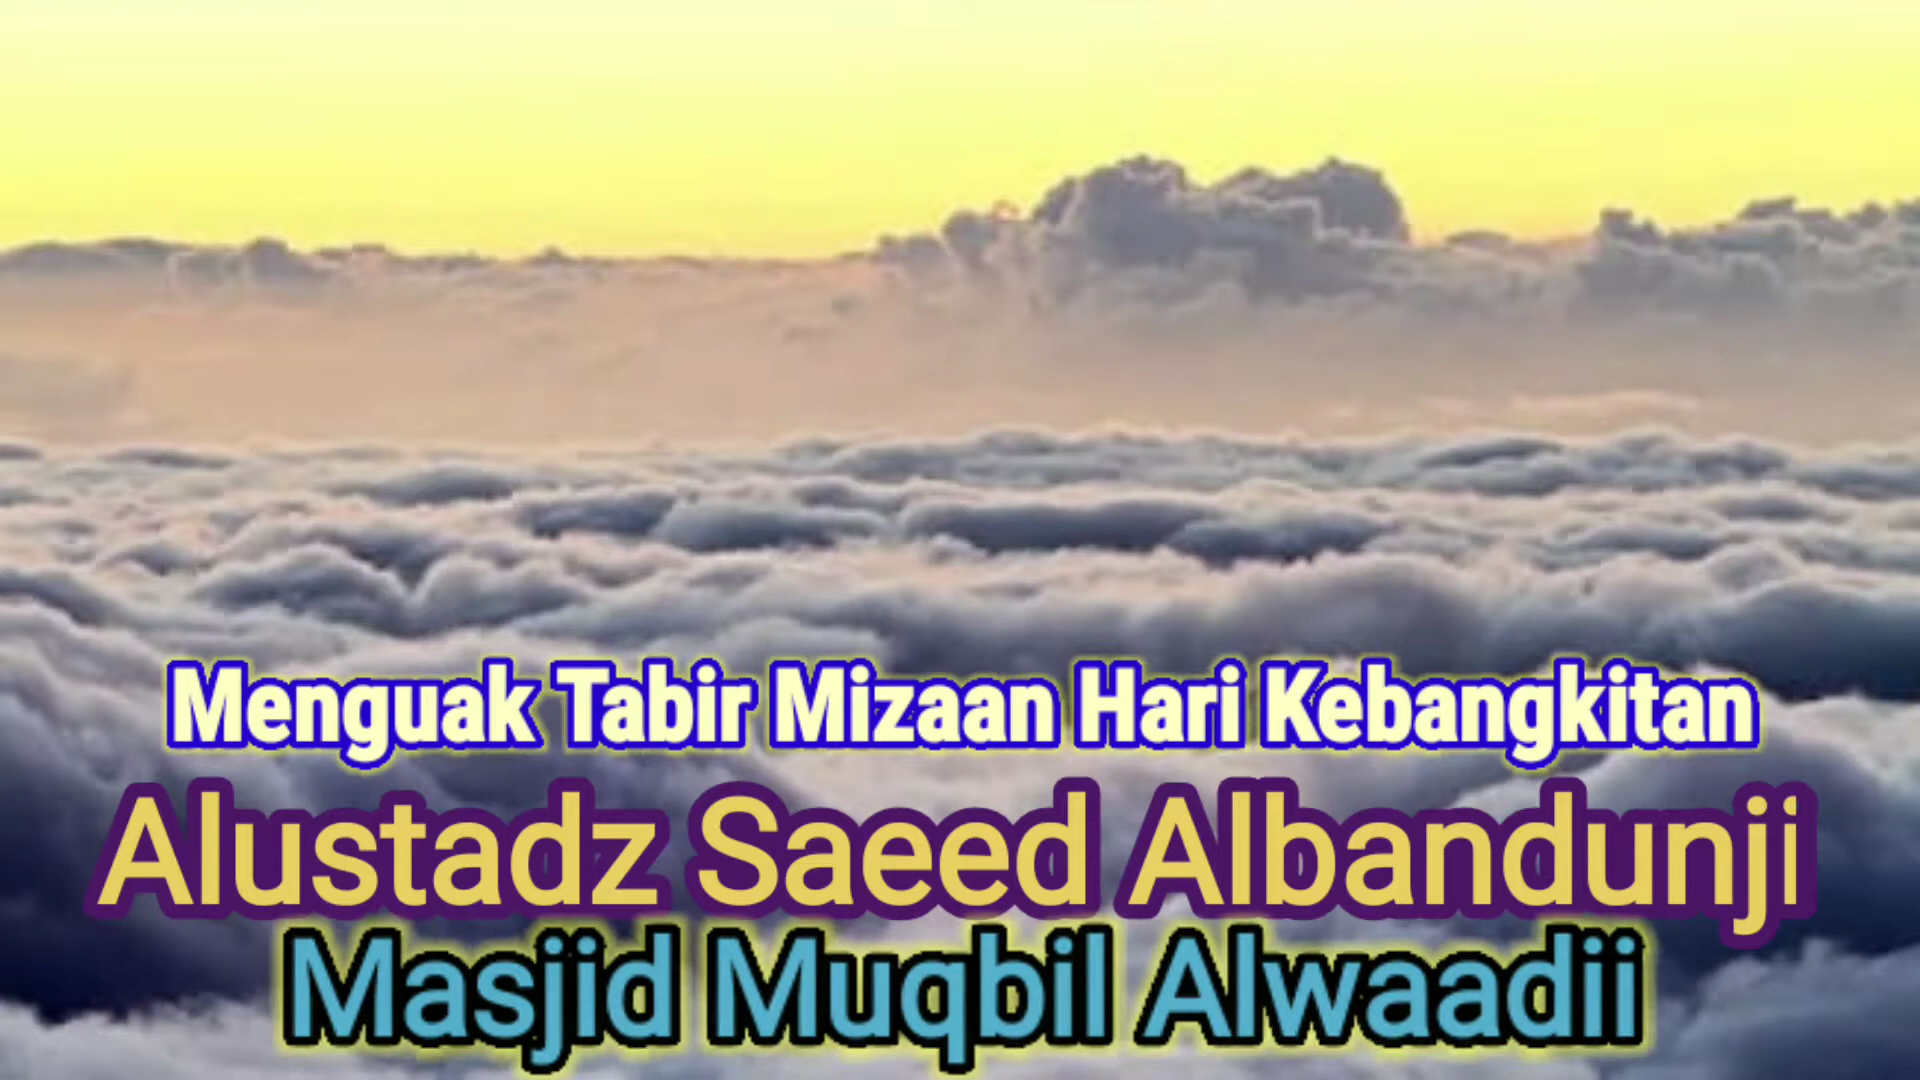 Menguak Tabir Mizaan Hari Kebangkitan
Alustadz Saeed Albandunji
Masjid Muqbil Alwaadii